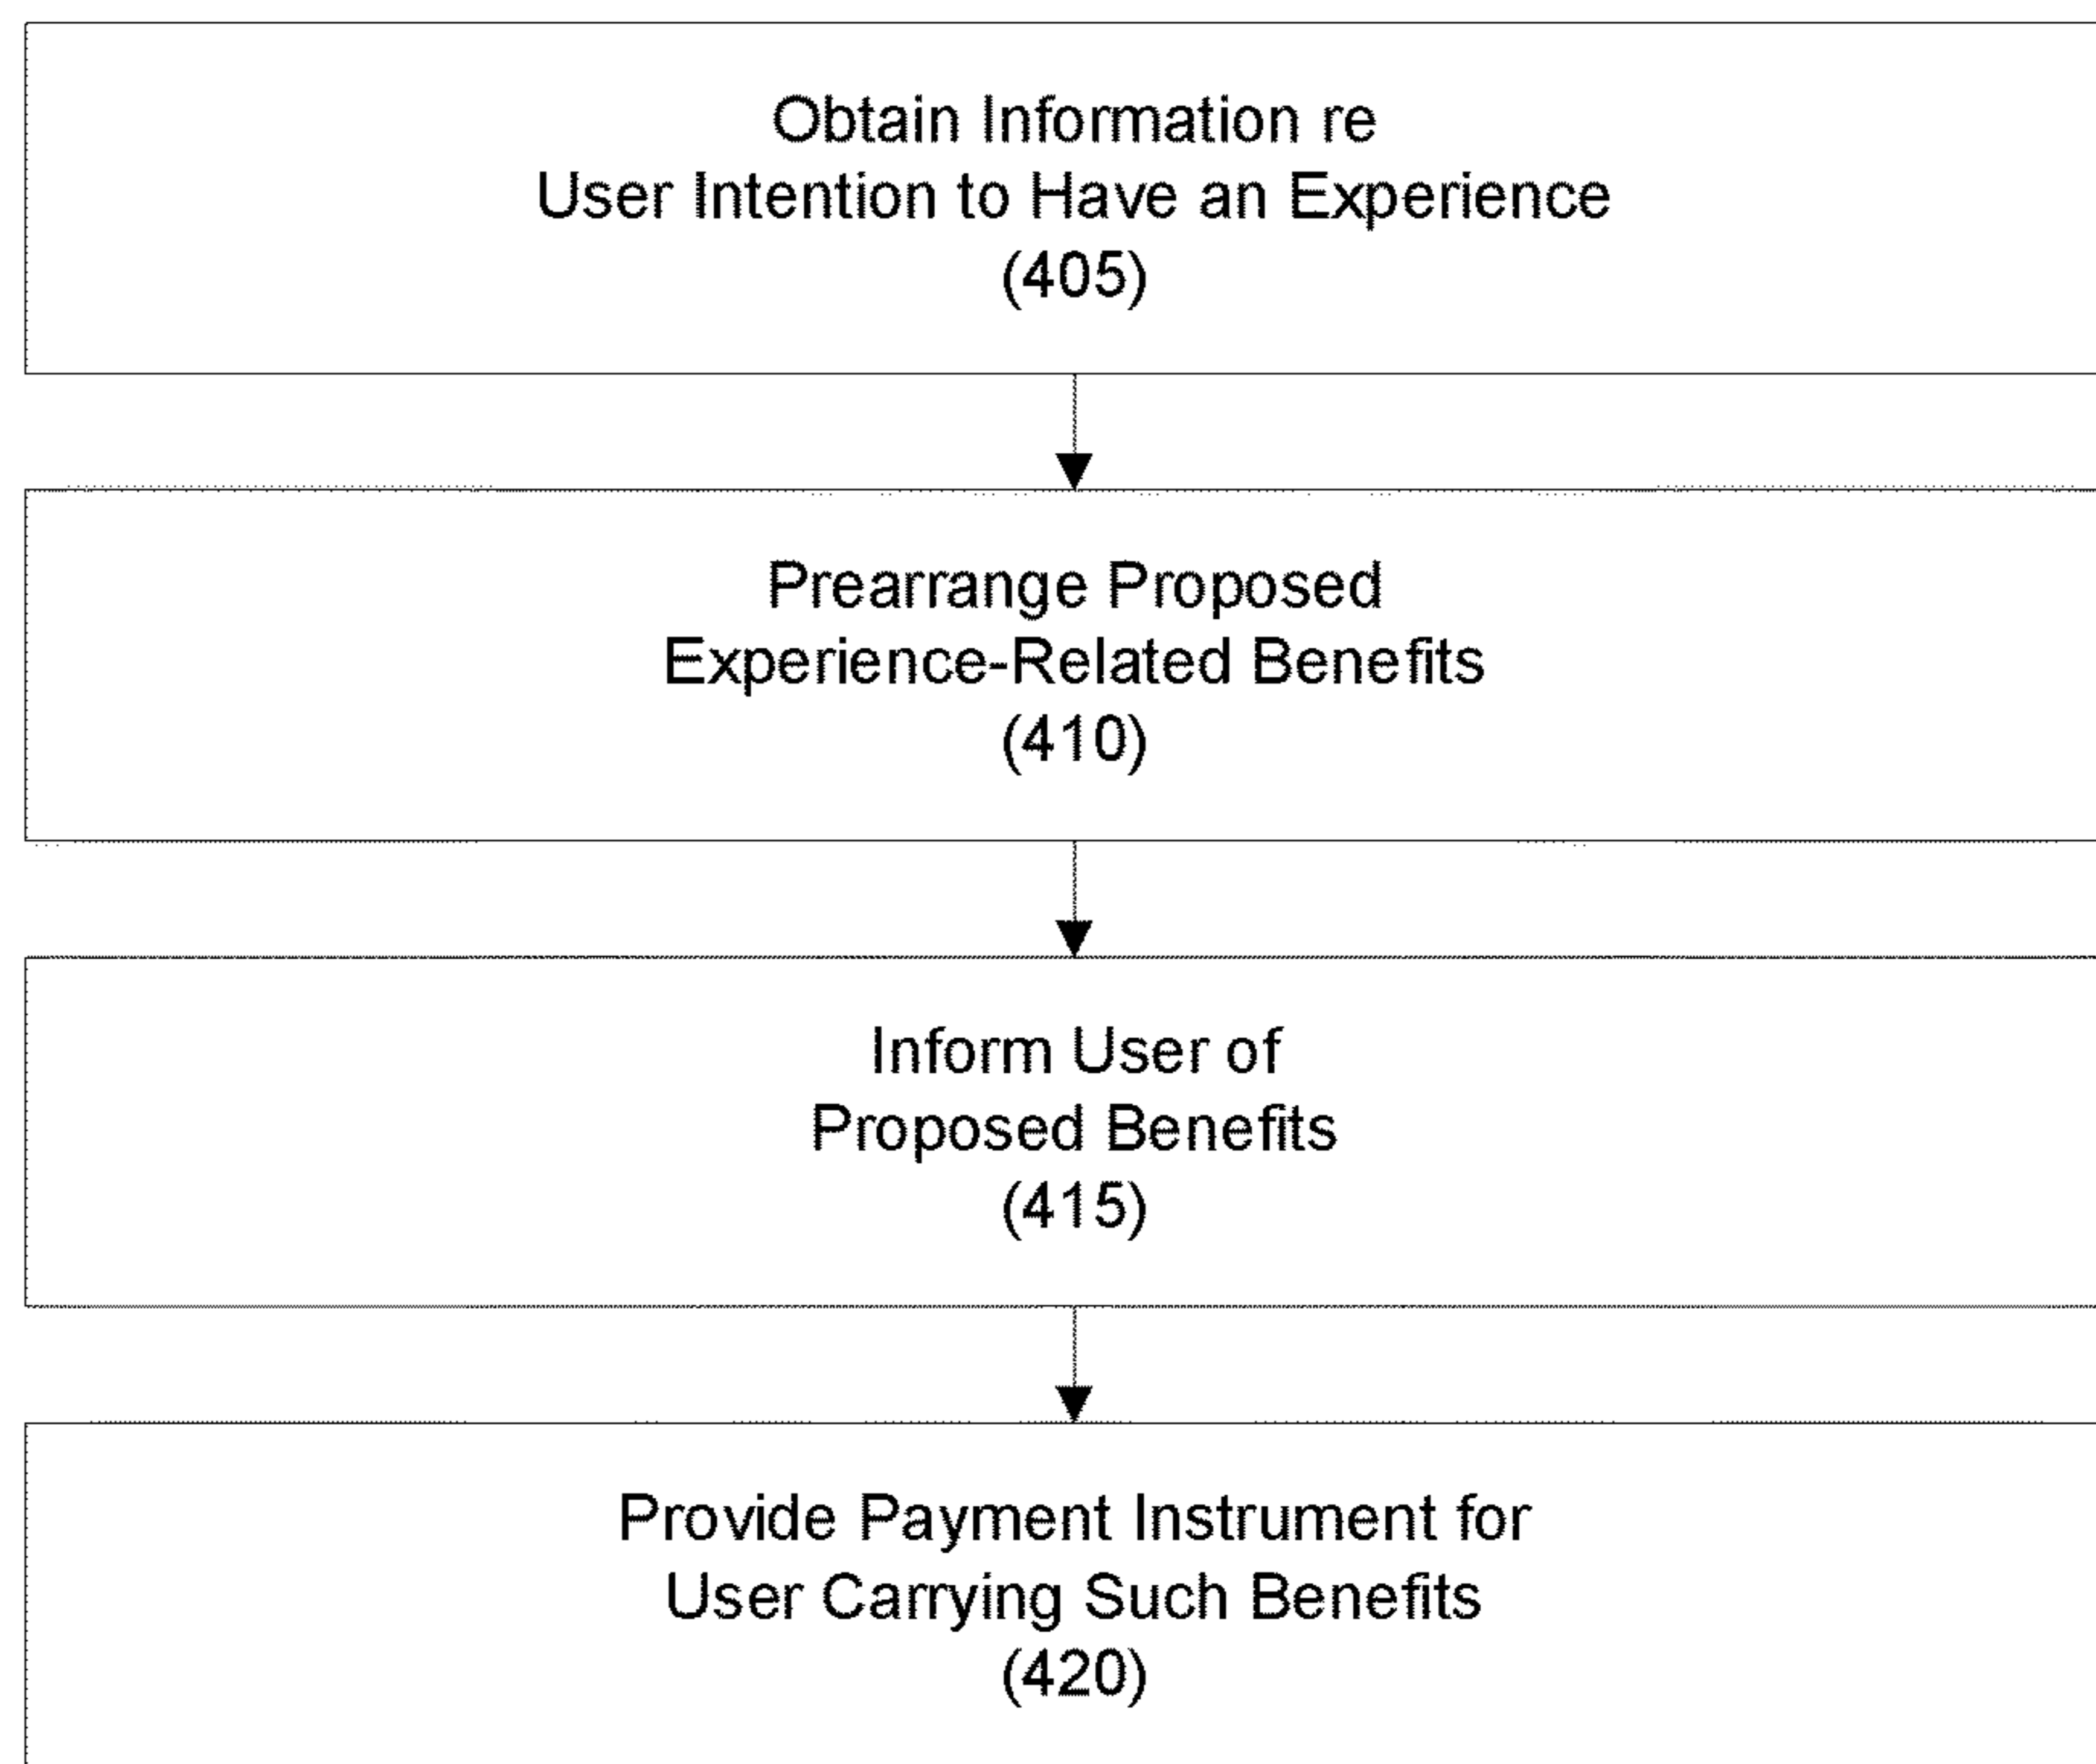 Obtain Information re
User Intention to Have an Experience
(405)
Prearrange Proposed
Experience-Related Benefits
(410)
Inform User of
Proposed Benefits
(415)
Provide Payment Instrument for
User Carrying Such Benefits
(420)